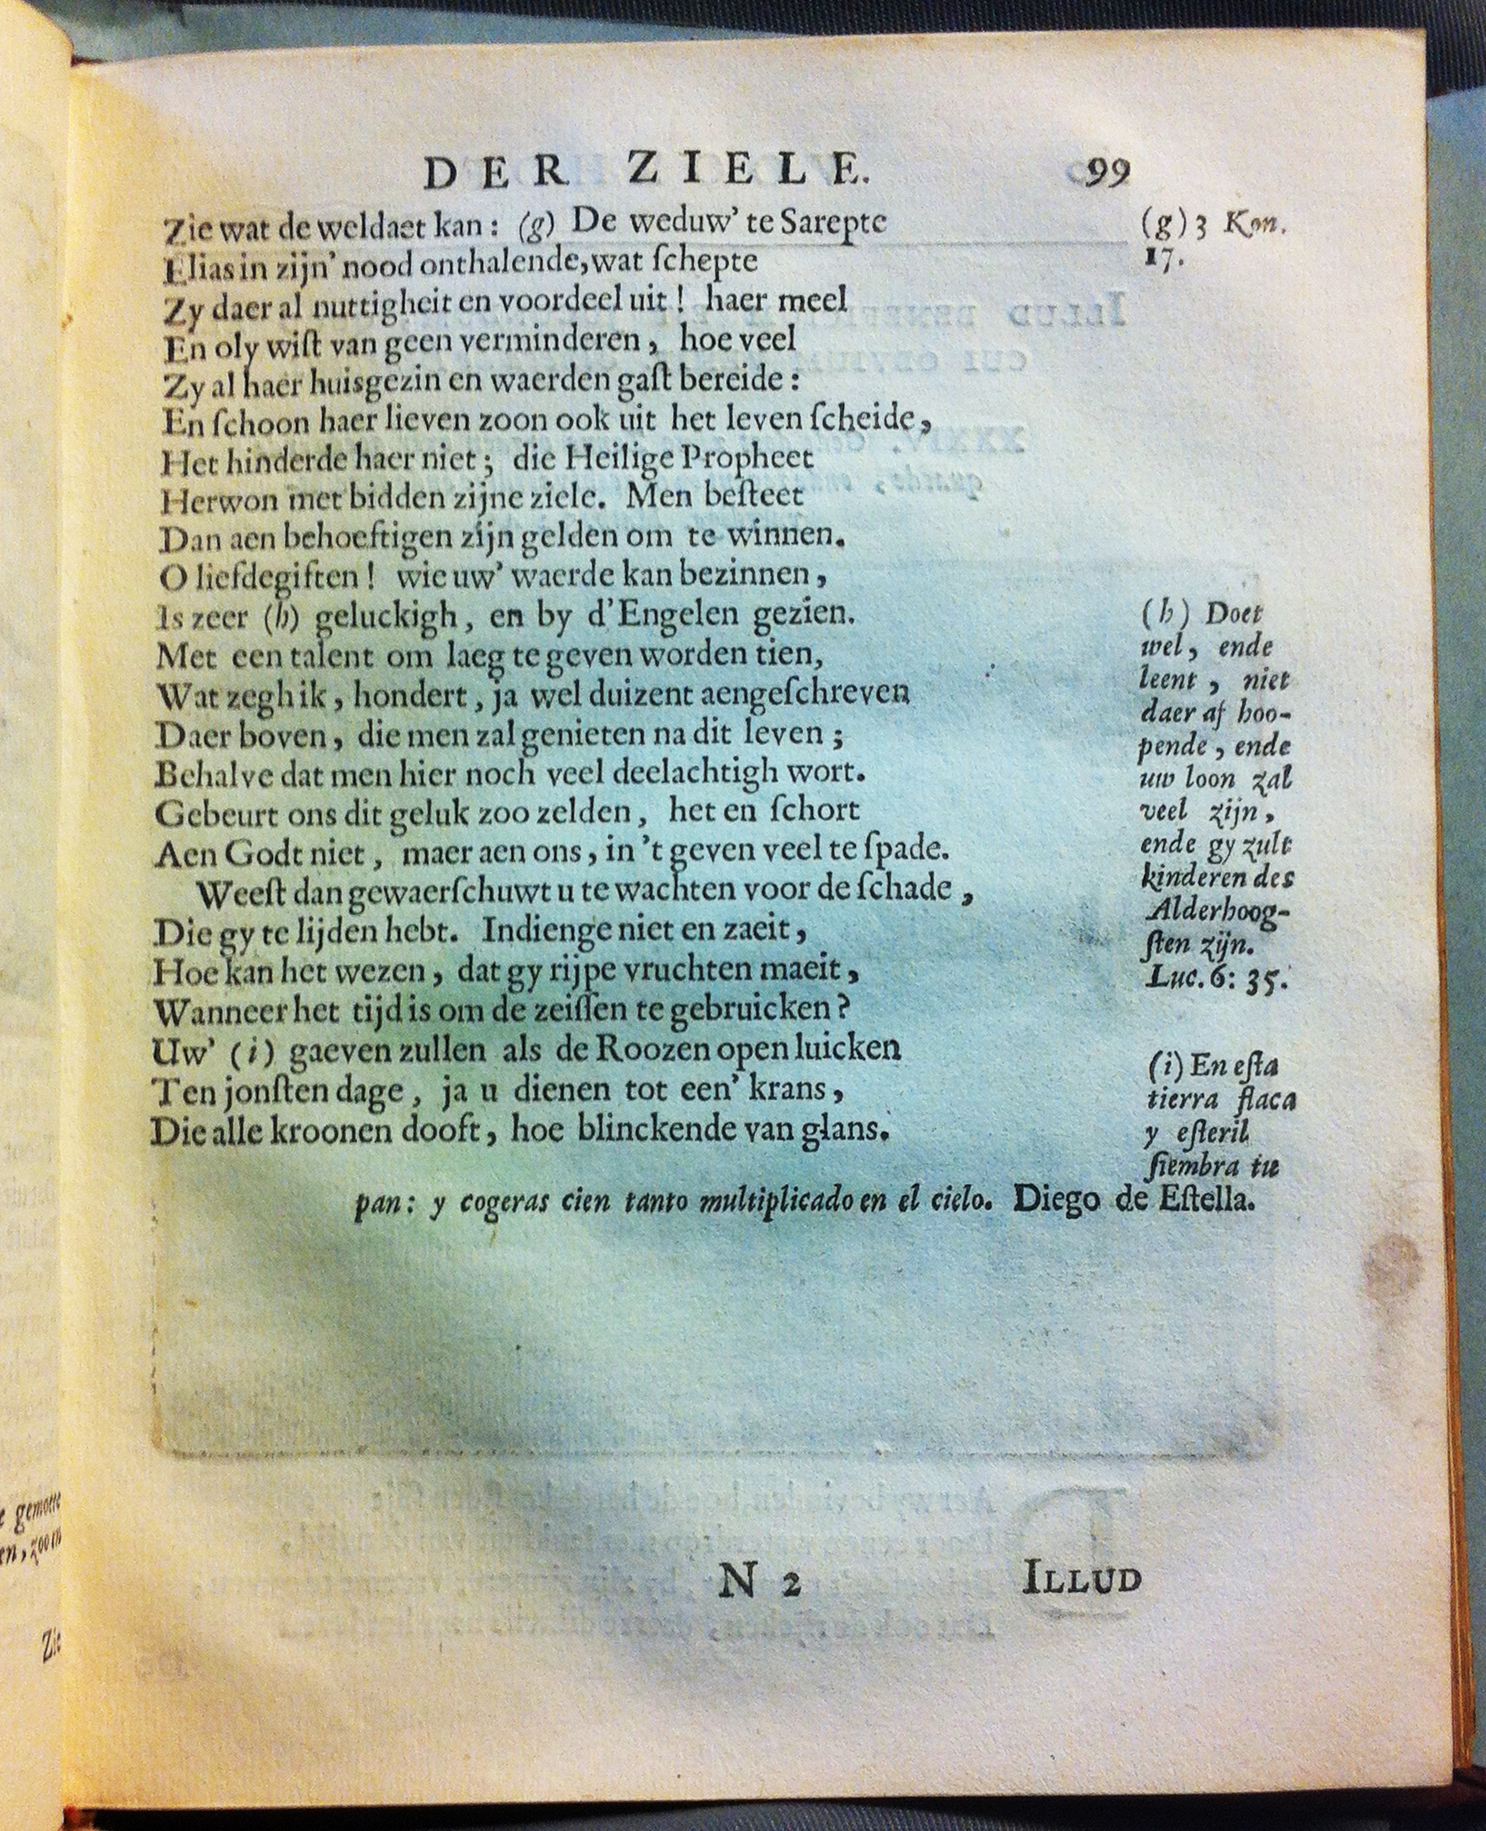 DER ZIELE. 99
Zie wat de weldaet kan: (g) De weduw' te Sarepte
Elias in zijn' nood onthalende, wat ſchepte
Zy daer al nuttigheit en voordeel uit! haer meel
En oly wiſt van geen verminderen, hoe veel
Zy al haer huisgezin en waerden gaſt bereide:
En ſchoon haer lieven zoon ook uit het leven ſcheide,
Het hinderde haer niet; die Heilige Propheet
Herwon met bidden zijne ziele. Men beſteet
Dan aen behoeftigen zijn gelden om te winnen.
O liefdegiften! wie uw' waerde kan bezinnen,
Is zeer (h) geluckigh, en by d'Engelen gezien.
Met een talent om laeg te geven worden tien,
Wat zegh ik, hondert, ja wel duizent aengeſchreven
Daer boven, die men zal genieten na dit leven;
Behalve dat men hier noch veel deelachtigh wort.
Gebeurt ons dit geluk zoo zelden, het en ſchort
Aen Godt niet, maer aen ons, in 't geven veel te ſpade.
Weeſt dan gewaerſchuwt u te wachten voor de ſchade,
Die gy te lijden hebt. Indienge niet en zaeit,
Hoe kan het wezen, dat gy rijpe vruchten maeit,
Wanneer het tijd is om de zeiſſen te gebruicken?
Uw' (i) gaeven zullen als de Roozen open luicken
Ten jonſten dage, ja u dienen tot een' krans,
Die alle kroonen dooft, hoe blinckende van glans.
(g) 3 Kon.
17.
(h) Doet
wel, ende
leent, niet
daer af hoo-
pende, ende
uw loon zal
veel zijn,
ende gy zult
kinderen des
Alderhoog-
ſten zijn.
Luc. 6: 35.
(i) En eſta
tierra flaca
y eſteril
ſiembra tu
pan: y cogeras cien tanto multiplicado en el cielo. Diego de Eſtella.
N 2 ILLUD
gemoete
en, zoo
Zie